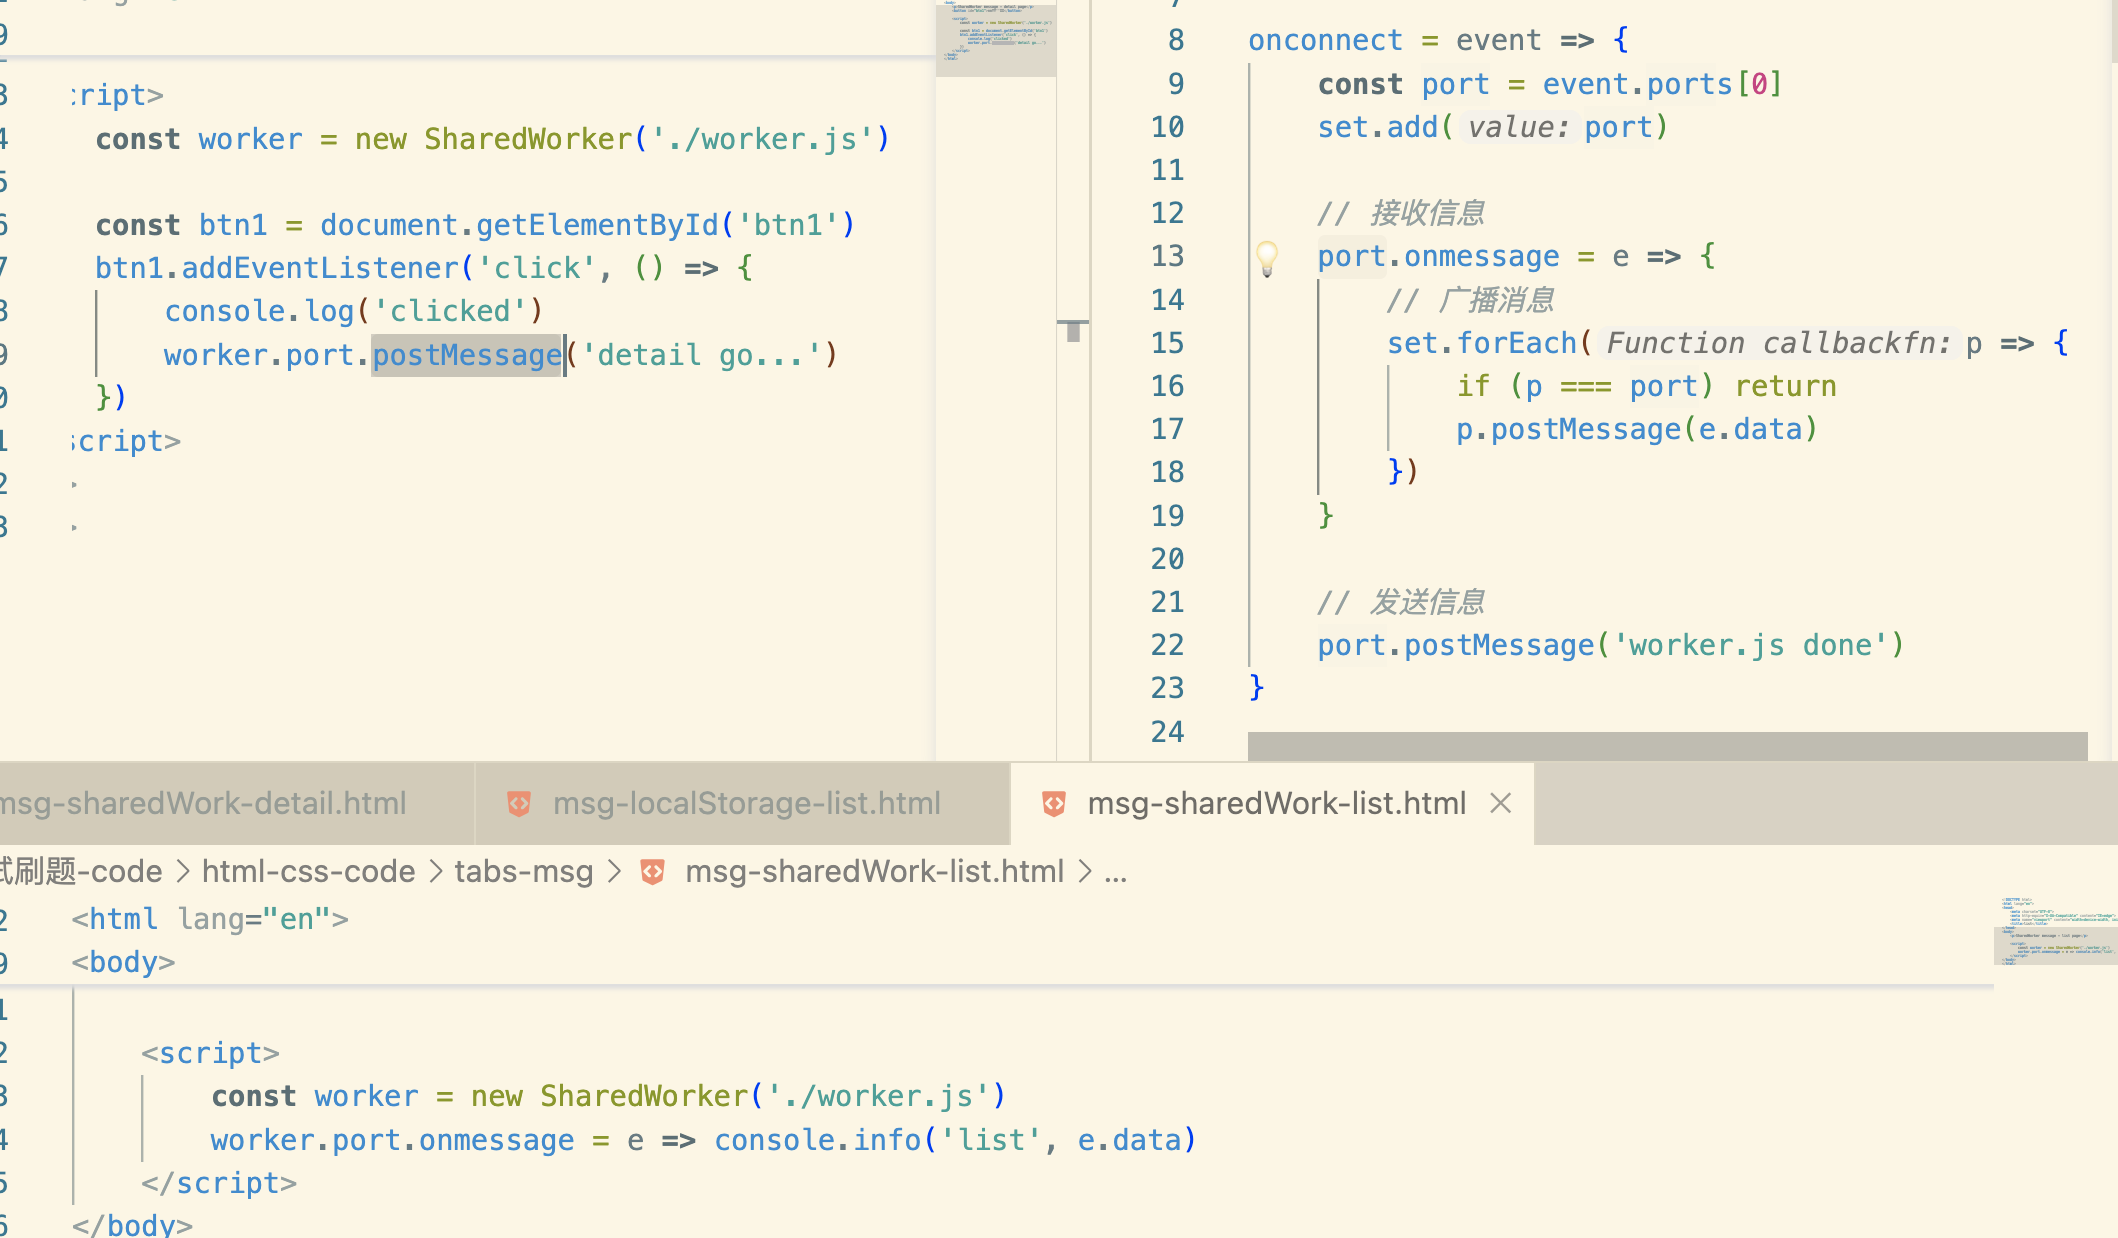 9
3 cript>
4 const worker = new SharedWorker('./worker.js')
5
6 const btn1 = document.getElementById('btn1')
7 btn1.addEventListener('click', () => {
8 console.log('clicked')
9 worker.port.postMessage('detail go...')
0 })
1 script>
2 >
3 >
8 onconnect = event => {
9 const port = event.ports[0]
10 set.add( value: port)
11
12 // 接收信息
13 port.onmessage = e => {
14 // 广播消息
15 set.forEach( Function callbackfn: p => {
16 if (p === port) return
17 p.postMessage(e.data)
18 })
19 }
20
21 // 发送信息
22 port.postMessage('worker.js done')
23 }
24
msg-sharedWork-detail.html
msg-localStorage-list.html
msg-sharedWork-list.html ×
试刷题-code > html-css-code > tabs-msg > msg-sharedWork-list.html > ...
2 <html lang="en">
9 <body>
1
2 <script>
3 const worker = new SharedWorker('./worker.js')
4 worker.port.onmessage = e => console.info('list', e.data)
5 </script>
6 </body>